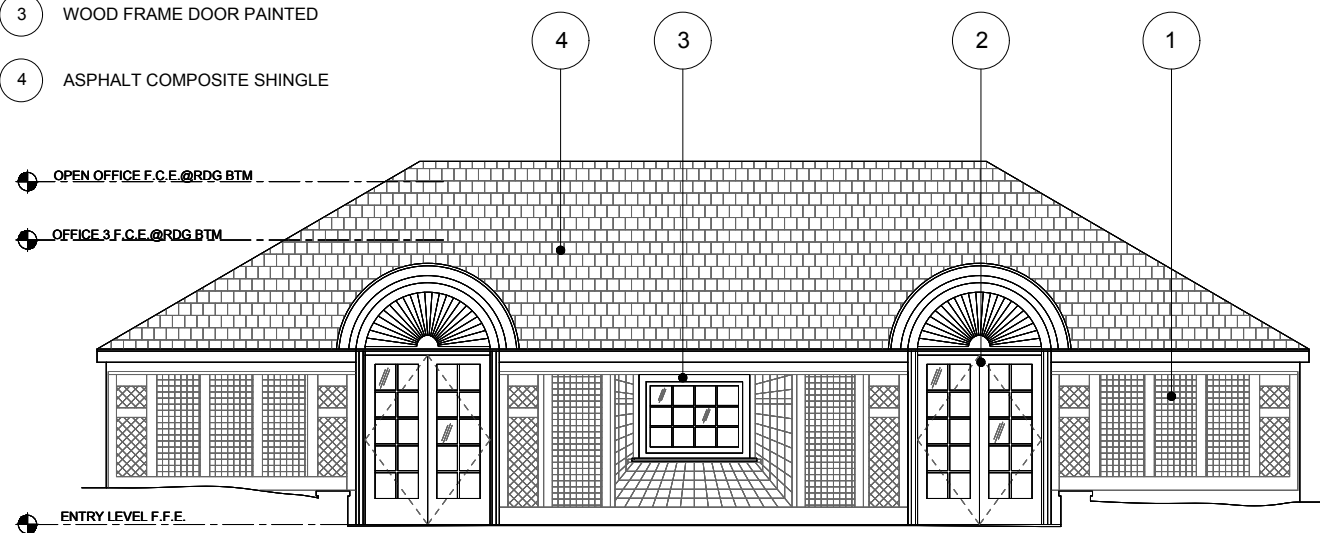 3 WOOD FRAME DOOR PAINTED
4 ASPHALT COMPOSITE SHINGLE
4 3 2 1
OPEN OFFICE F.C.E.@RDG BTM
OFFICE 3 F.C.E.@RDG BTM
ENTRY LEVEL F.F.E.